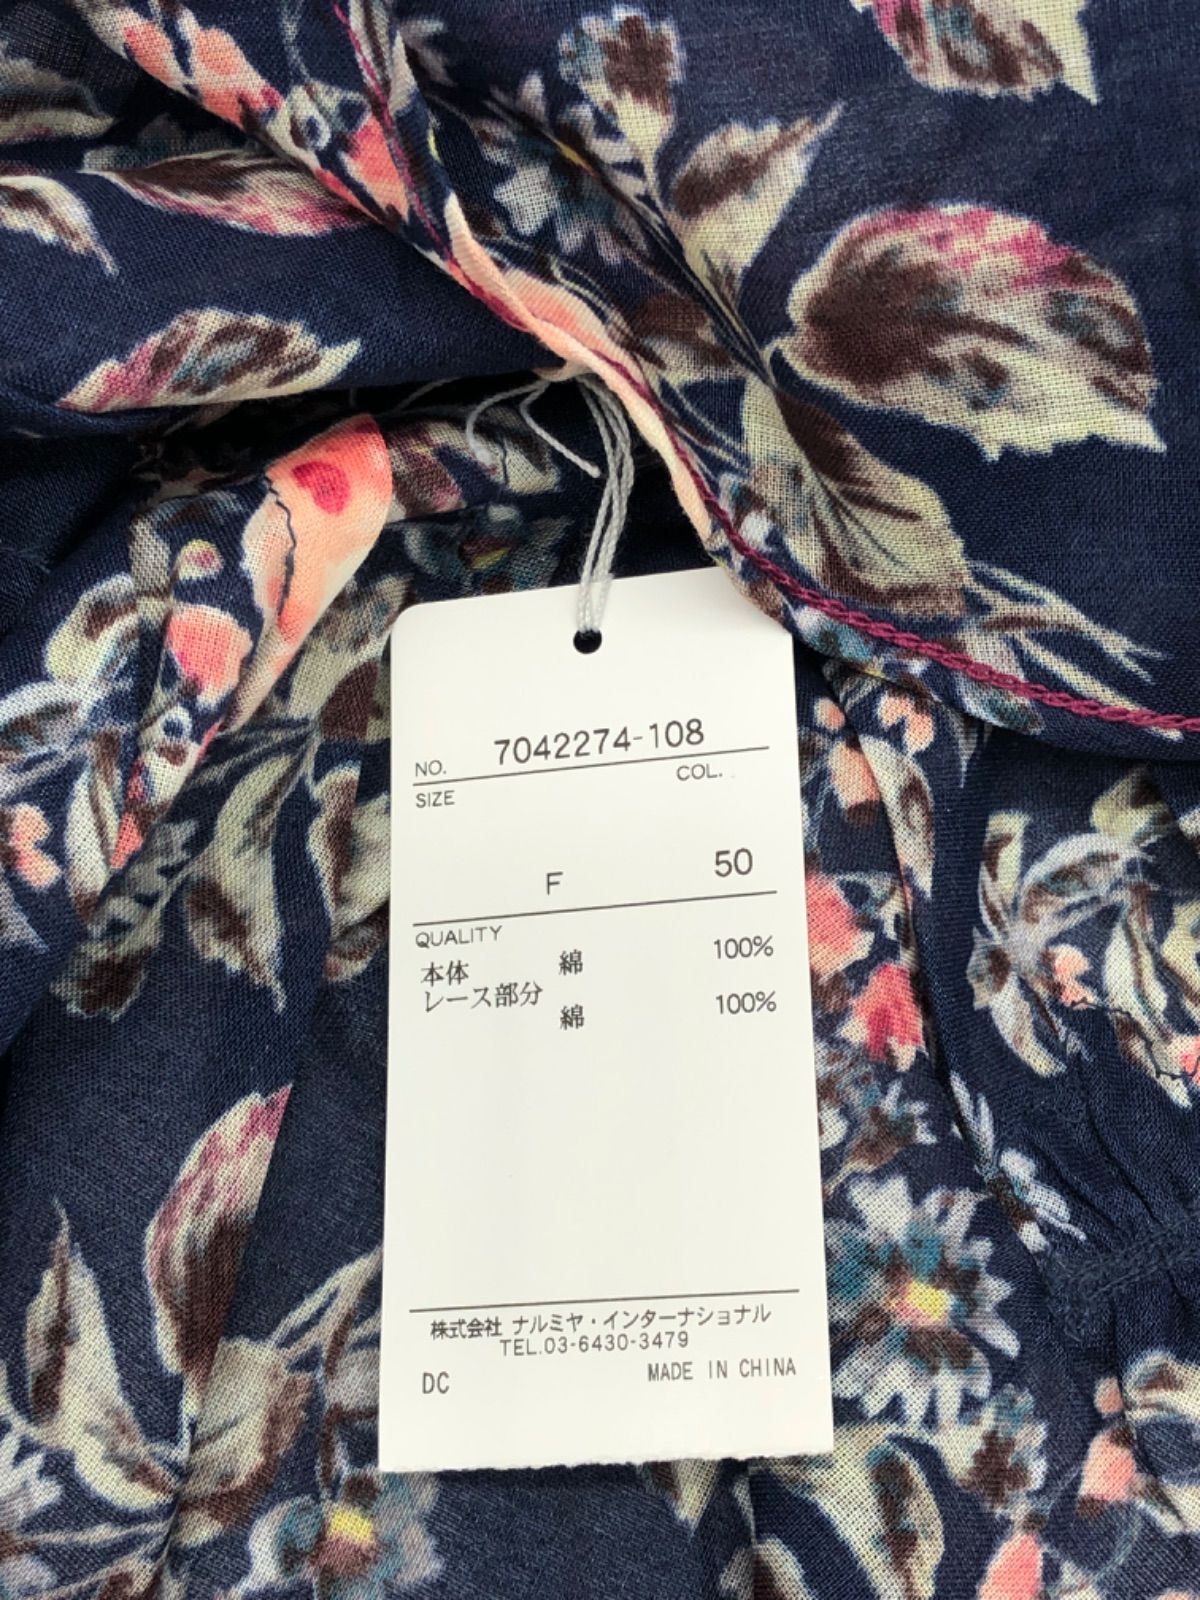 NO. 7042274-108
SIZE COL.
F 50
QUALITY
本体 綿 100%
レース部分
綿 100%
株式会社 ナルミヤ・インターナショナル
TEL.03-6430-3479
DC MADE IN CHINA